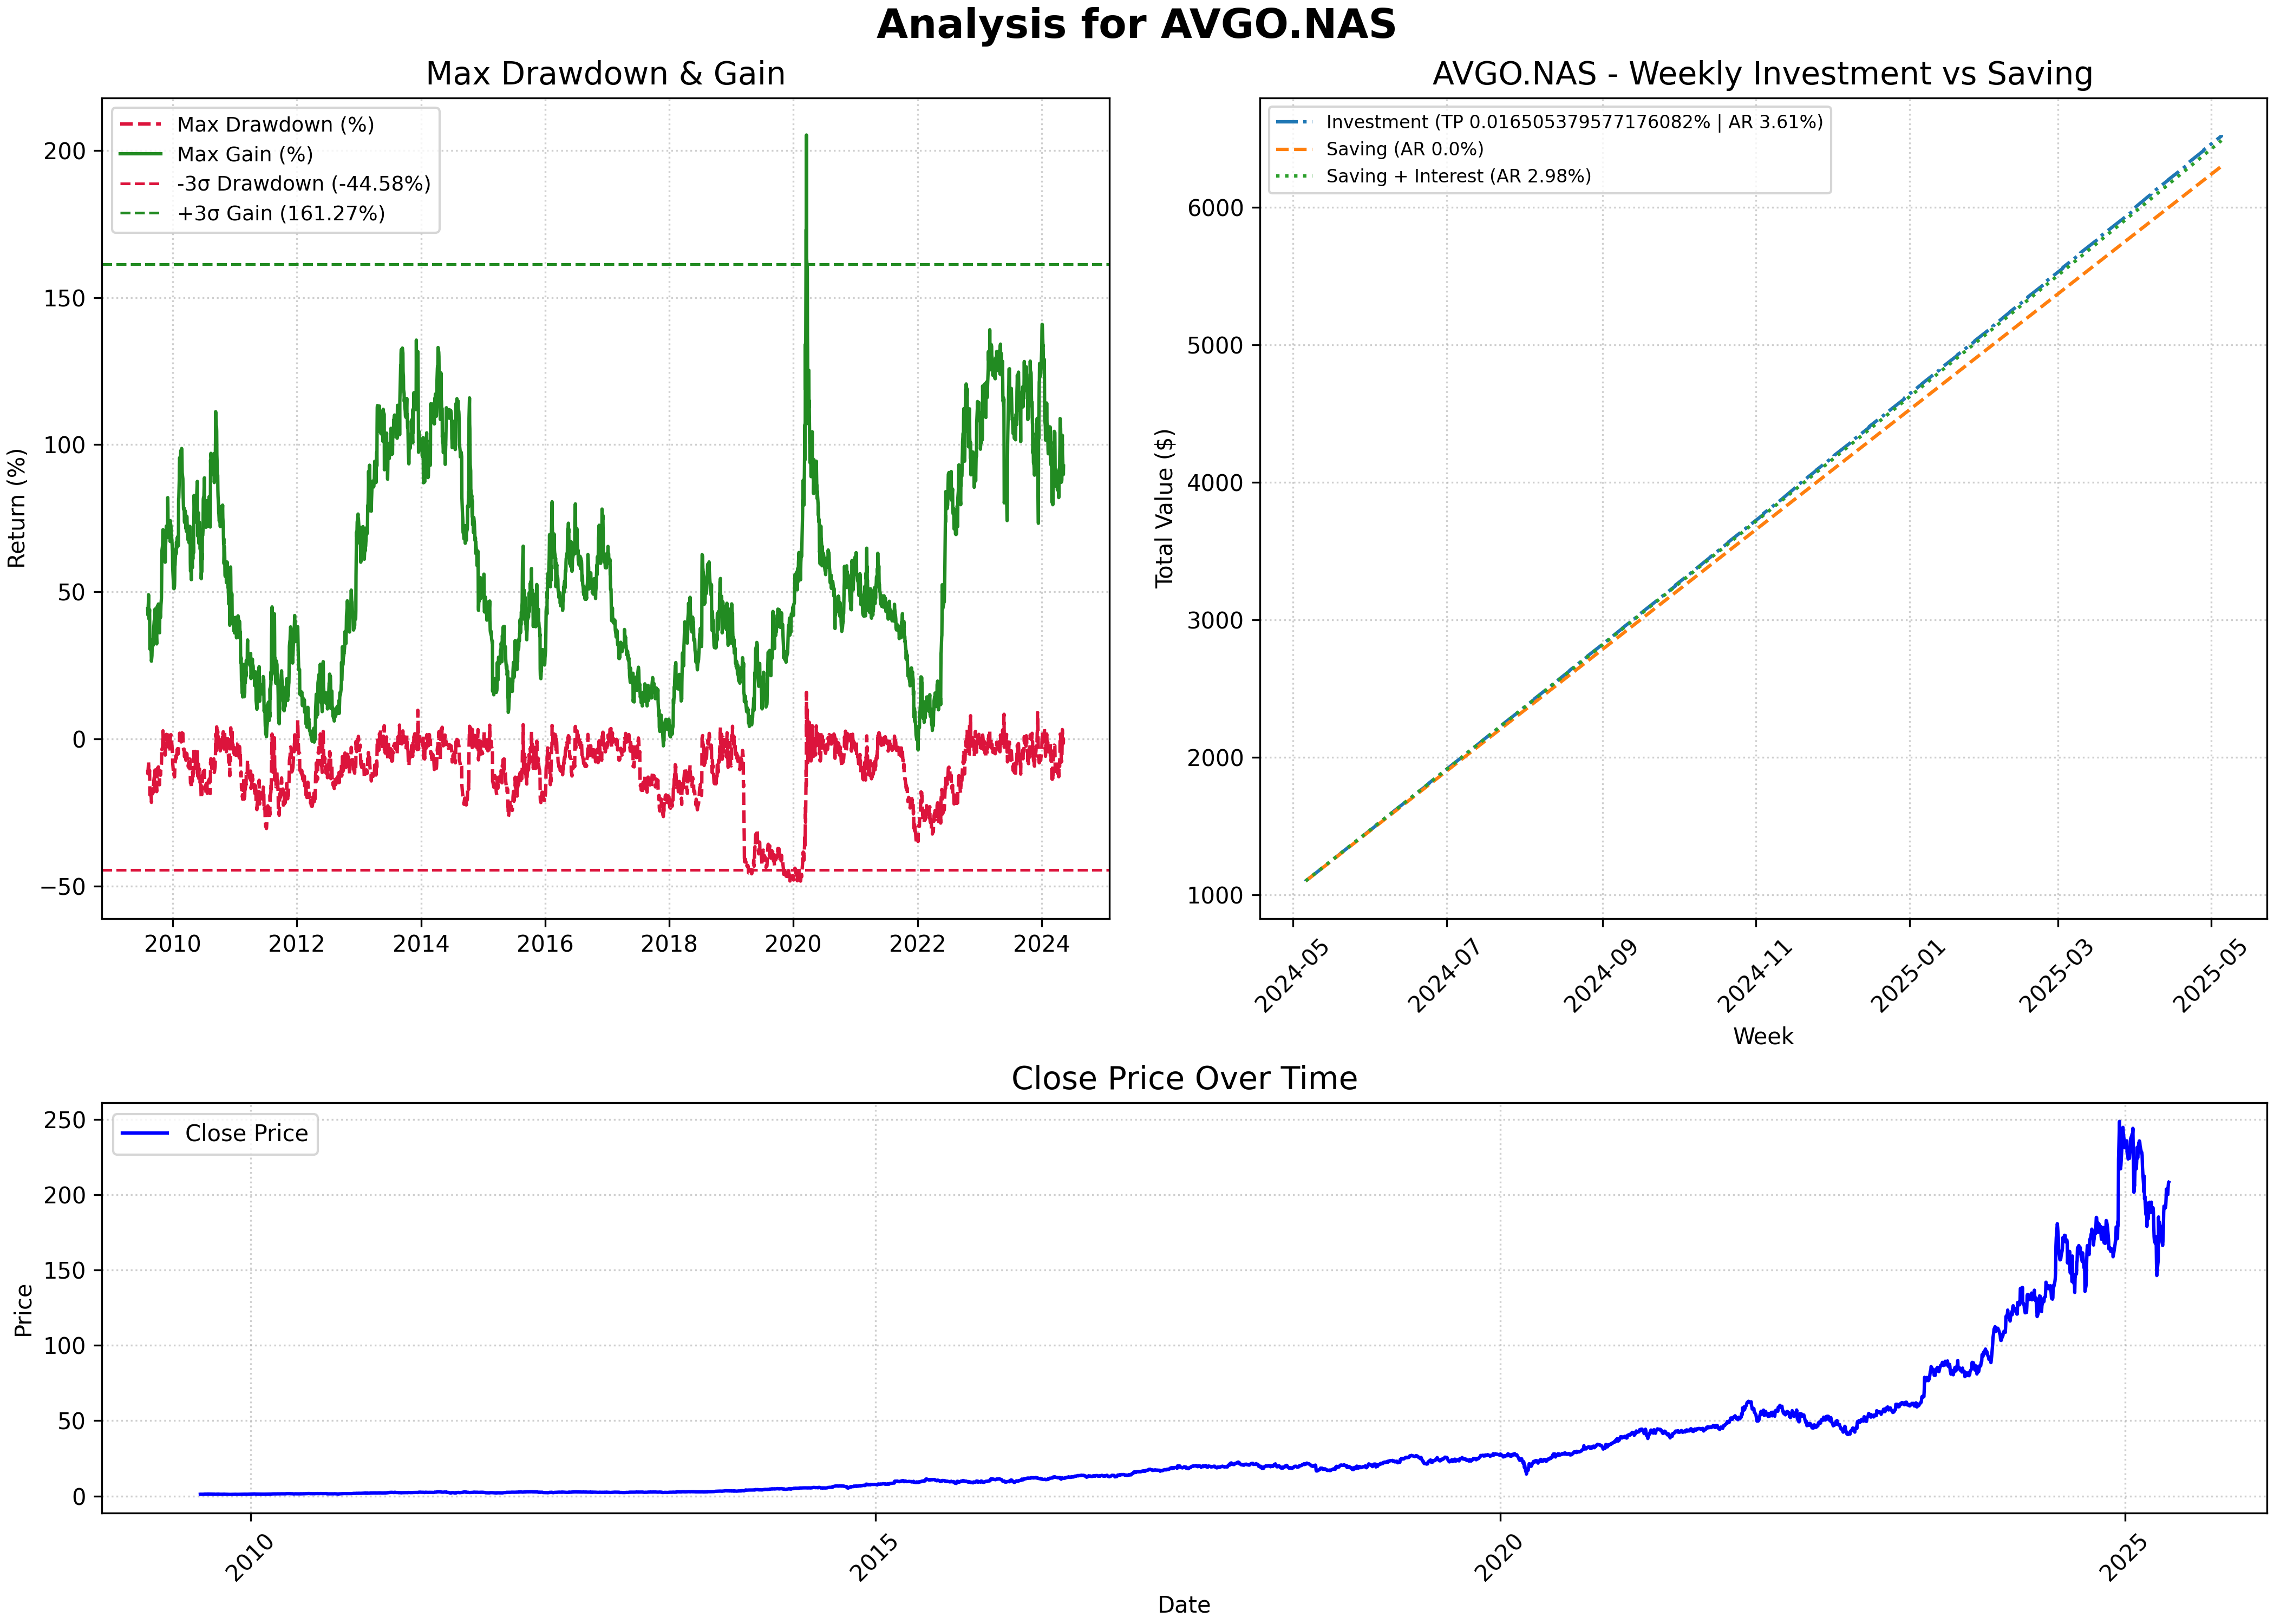 Analysis for AVGO.NAS
Max Drawdown & Gain
Max Drawdown (%)
Max Gain (%)
-3σ Drawdown (-44.58%)
+3σ Gain (161.27%)
Return (%)
200
150
100
50
0
−50
2010 2012 2014 2016 2018 2020 2022 2024
AVGO.NAS - Weekly Investment vs Saving
Investment (TP 0.016505379577176082% | AR 3.61%)
Saving (AR 0.0%)
Saving + Interest (AR 2.98%)
Total Value ($)
6000
5000
4000
3000
2000
1000
2024-05 2024-07 2024-09 2024-11 2025-01 2025-03 2025-05
Week
Close Price Over Time
Close Price
Price
250
200
150
100
50
0
2010 2015 2020 2025
Date